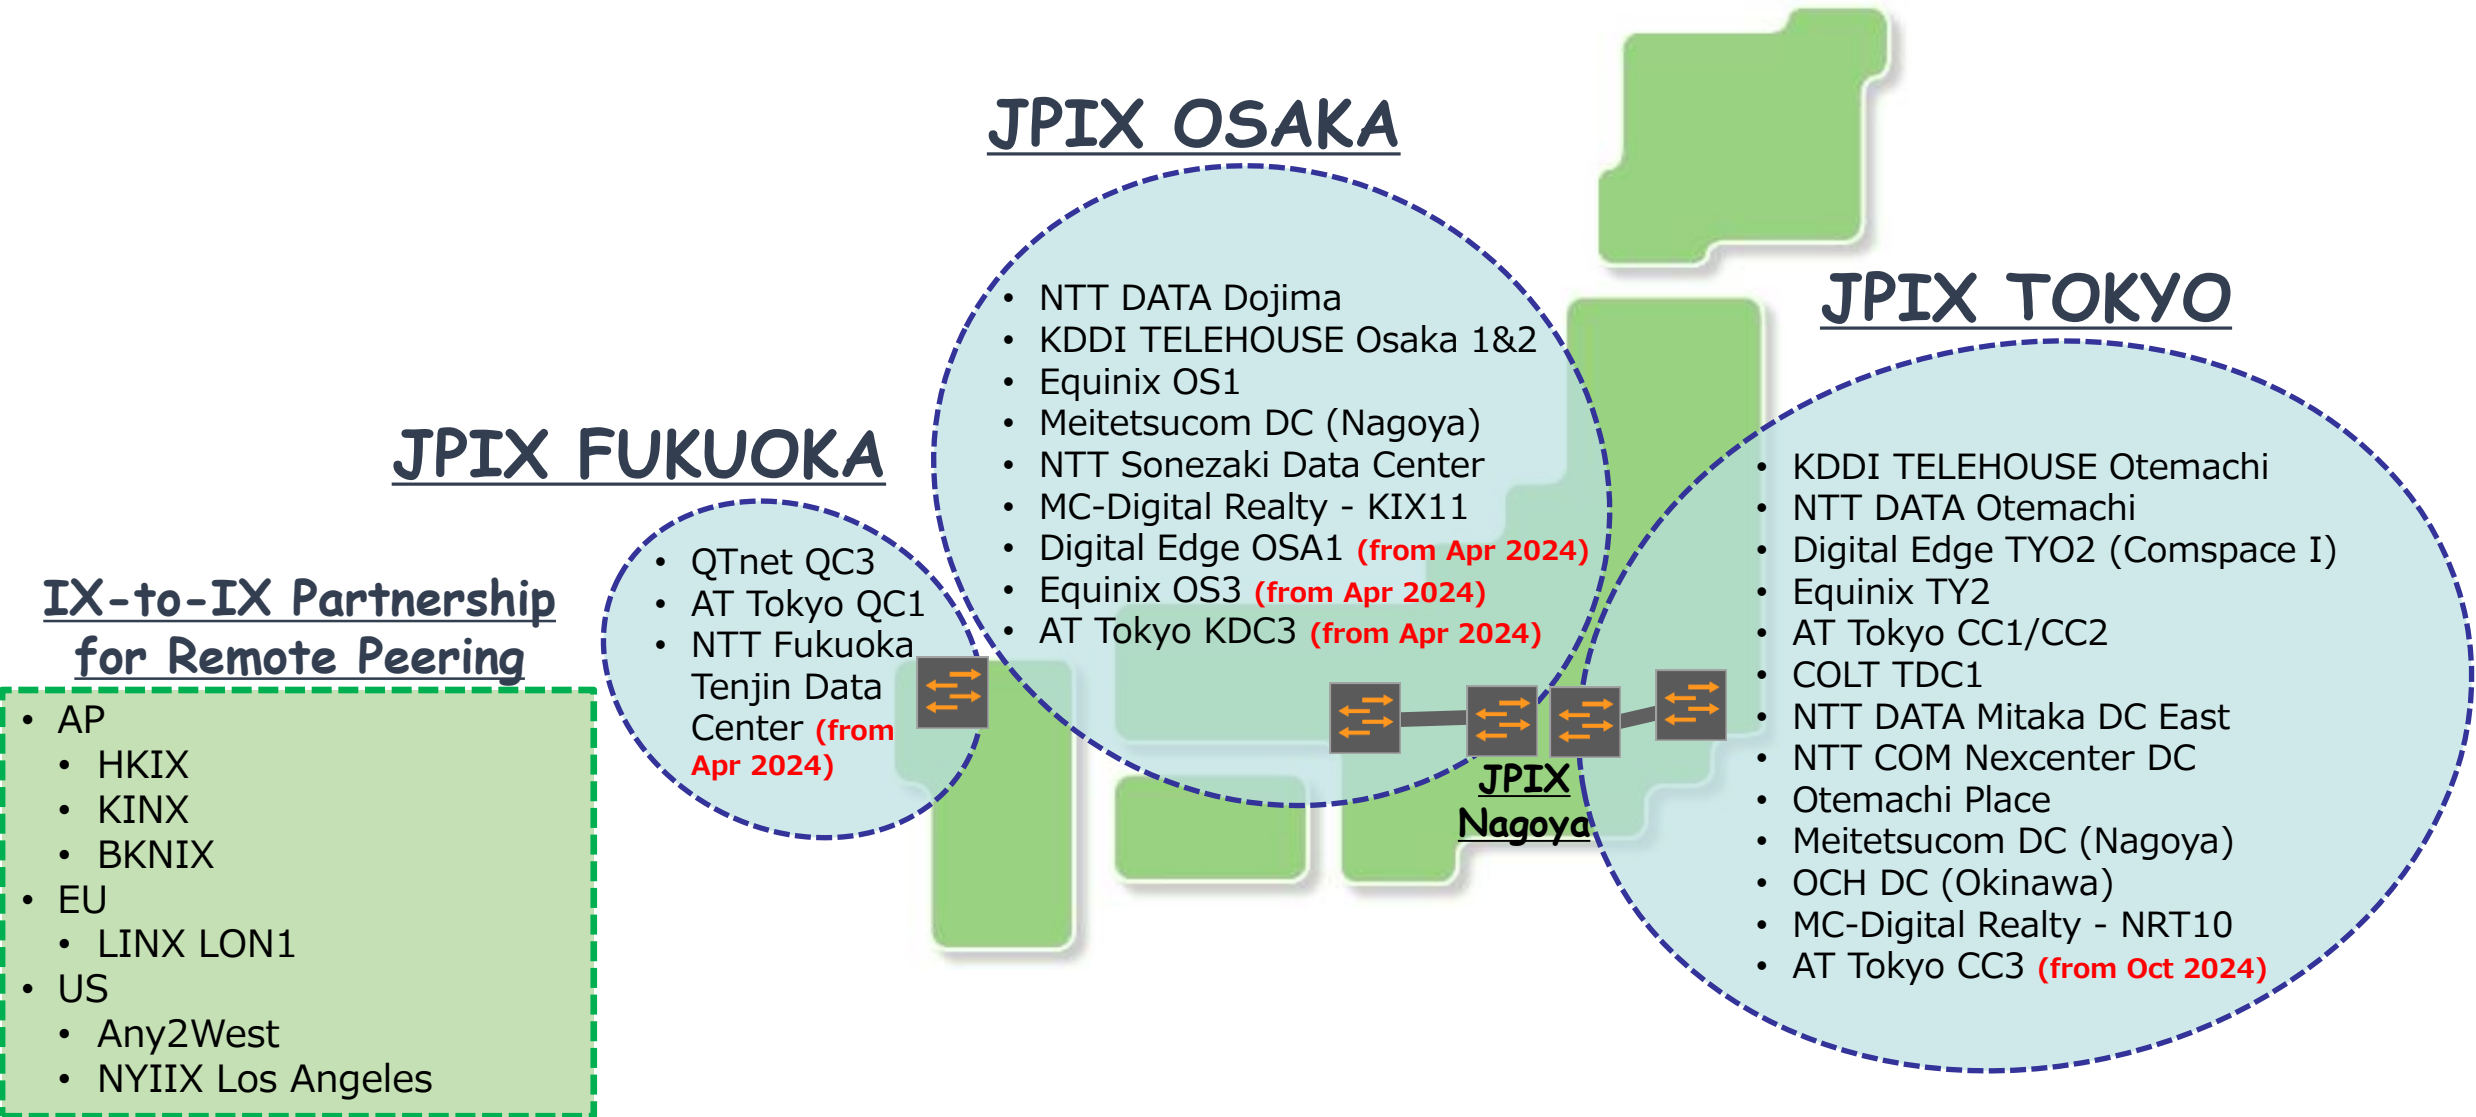 JPIX OSAKA
• NTT DATA Dojima
• KDDI TELEHOUSE Osaka 1&2
• Equinix OS1
• Meitetsucom DC (Nagoya)
• NTT Sonezaki Data Center
• MC-Digital Realty - KIX11
• Digital Edge OSA1 (from Apr 2024)
• Equinix OS3 (from Apr 2024)
• AT Tokyo KDC3 (from Apr 2024)
JPIX TOKYO
• KDDI TELEHOUSE Otemachi
• NTT DATA Otemachi
• Digital Edge TYO2 (Comspace I)
• Equinix TY2
• AT Tokyo CC1/CC2
• COLT TDC1
• NTT DATA Mitaka DC East
• NTT COM Nexcenter DC
• Otemachi Place
• Meitetsucom DC (Nagoya)
• OCH DC (Okinawa)
• MC-Digital Realty - NRT10
• AT Tokyo CC3 (from Oct 2024)
JPIX FUKUOKA
• QTnet QC3
• AT Tokyo QC1
• NTT Fukuoka
Tenjin Data
Center (from
Apr 2024)
JPIX
Nagoya
IX-to-IX Partnership
for Remote Peering
• AP
• HKIX
• KINX
• BKNIX
• EU
• LINX LON1
• US
• Any2West
• NYIIX Los Angeles